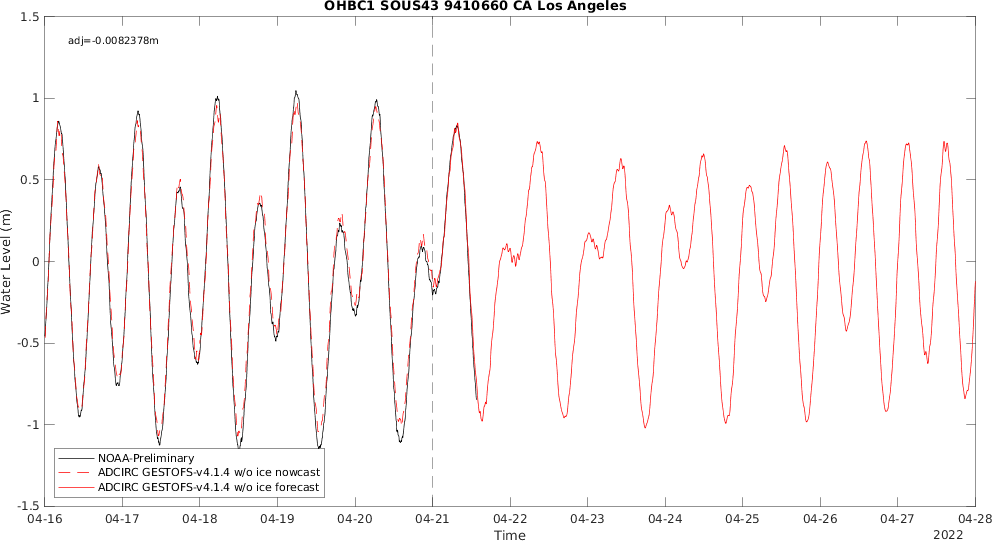 OHBC1 SOUS43 9410660 CA Los Angeles
1.5
adj=-0.0082378m
1
0.5
0
-0.5
-1
-1.5
Water Level (m)
NOAA-Preliminary
ADCIRC GESTOFS-v4.1.4 w/o ice nowcast
ADCIRC GESTOFS-v4.1.4 w/o ice forecast
04-16 04-17 04-18 04-19 04-20 04-21 04-22 04-23 04-24 04-25 04-26 04-27 04-28
Time
2022